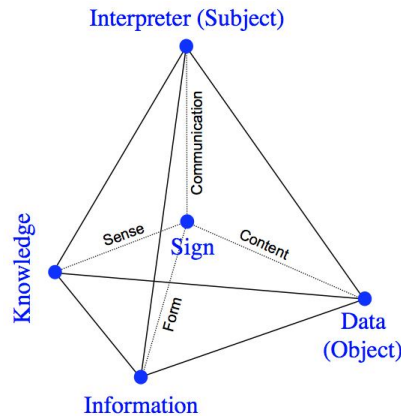 Interpreter (Subject)
Communication
Sense
Sign
Content
Knowledge
Form
Data
(Object)
Information